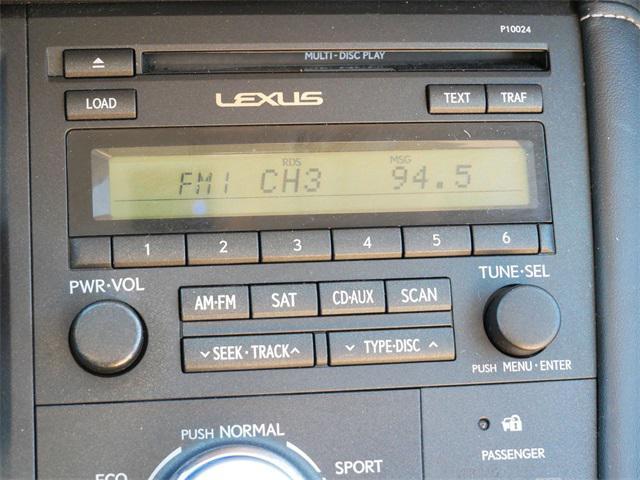 P10024
MULTI-DISC PLAY
LOAD
LEXUS
TEXT TRAF
RDS MSG
FM1 CH3 94.5
1 2 3 4 5 6
PWR·VOL
TUNE·SEL
AM·FM SAT CD·AUX SCAN
SEEK·TRACK TYPE·DISC
PUSH MENU·ENTER
PUSH NORMAL
ECO
SPORT
PASSENGER